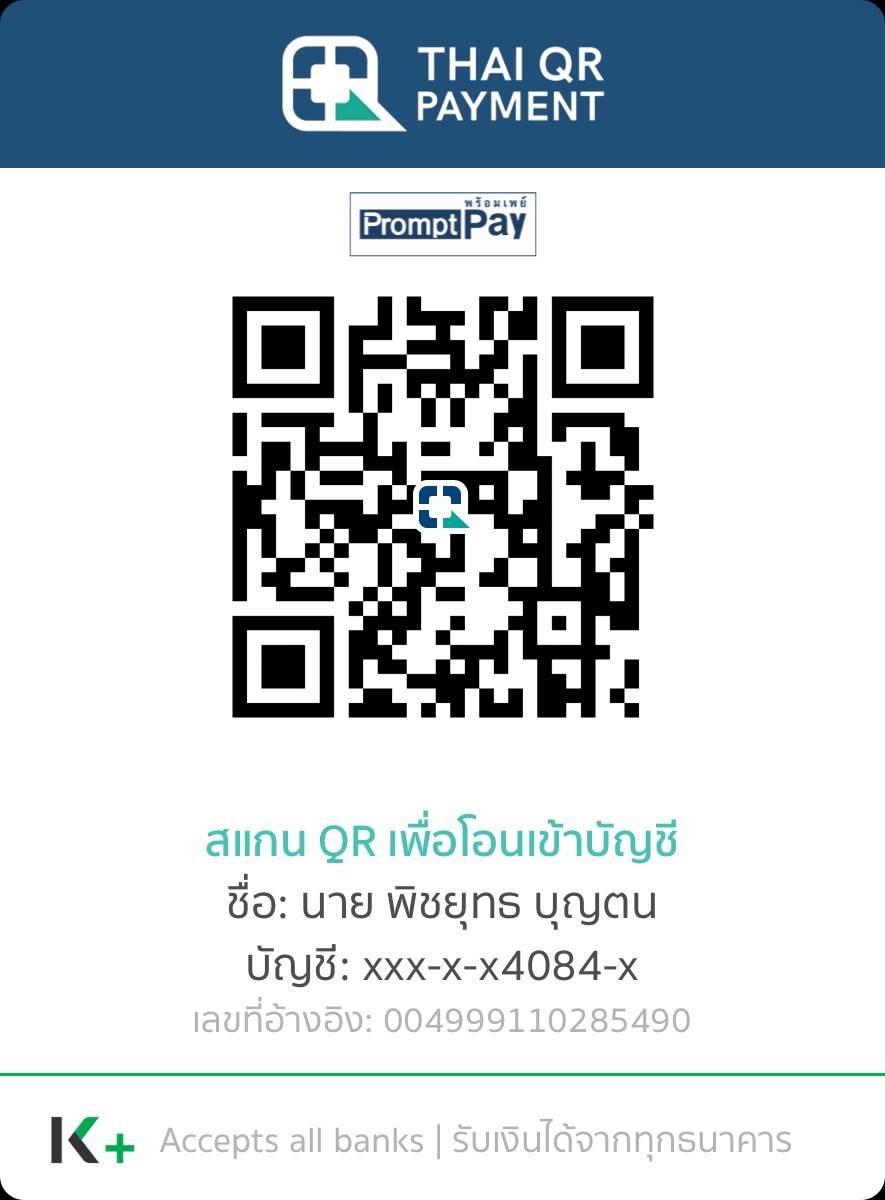 THAI QR
PAYMENT
พร้อมเพย์
PromptPay
สแกน QR เพื่อโอนเข้าบัญชี
ชื่อ: นาย พิชยุทธ บุญตน
บัญชี: xxx-x-x4084-x
เลขที่อ้างอิง: 004999110285490
K+ Accepts all banks | รับเงินได้จากทุกธนาคาร